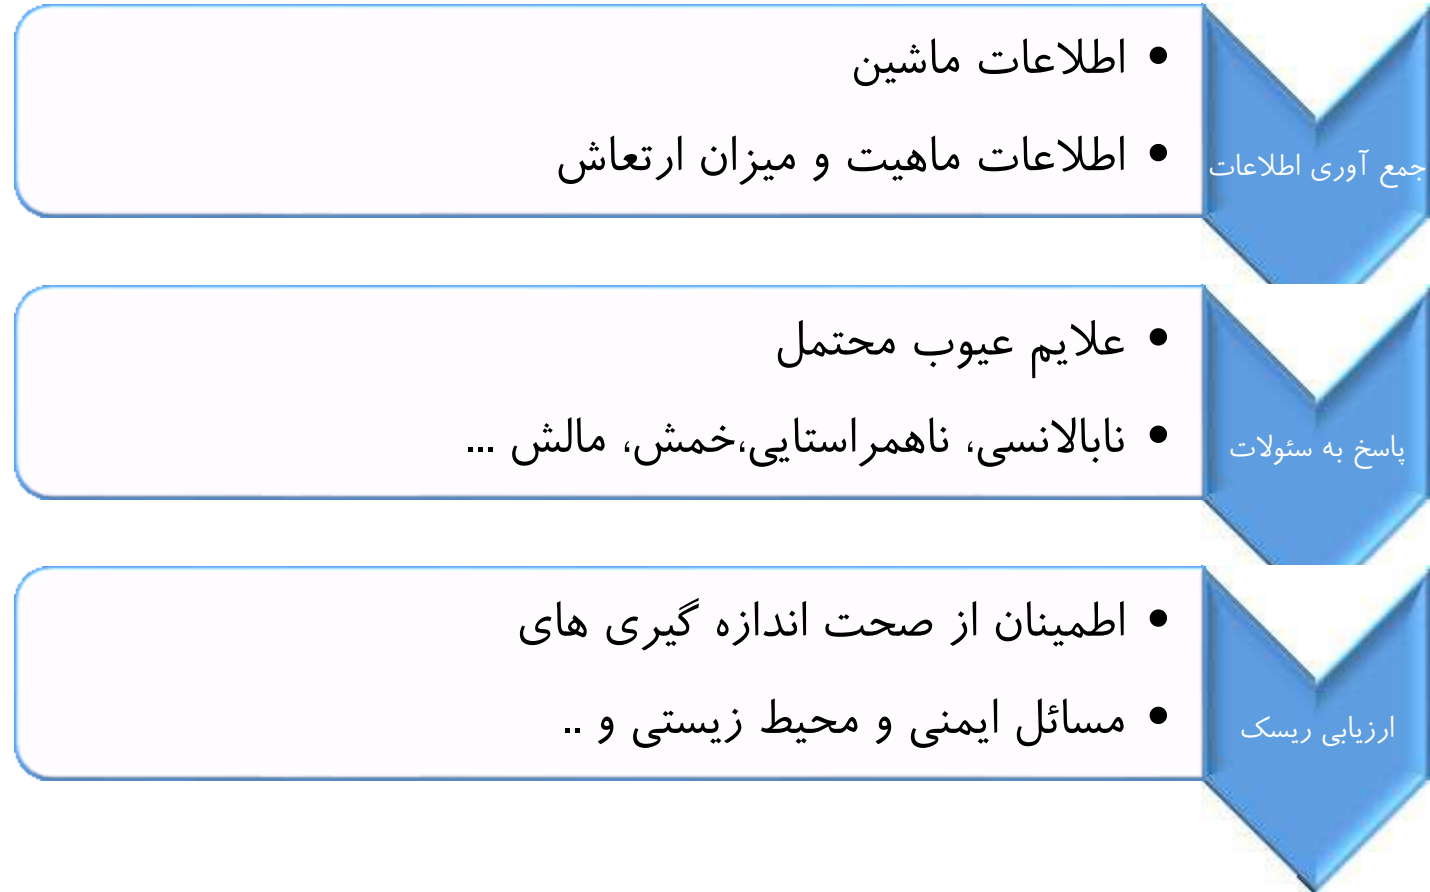 جمع آوری اطلاعات
• اطلاعات ماشین
• اطلاعات ماهیت و میزان ارتعاش
پاسخ به سئولات
• علایم عیوب محتمل
• نابالانسی، ناهمراستایی،خمش، مالش ...
ارزیابی ریسک
• اطمینان از صحت اندازه گیری های
• مسائل ایمنی و محیط زیستی و ..